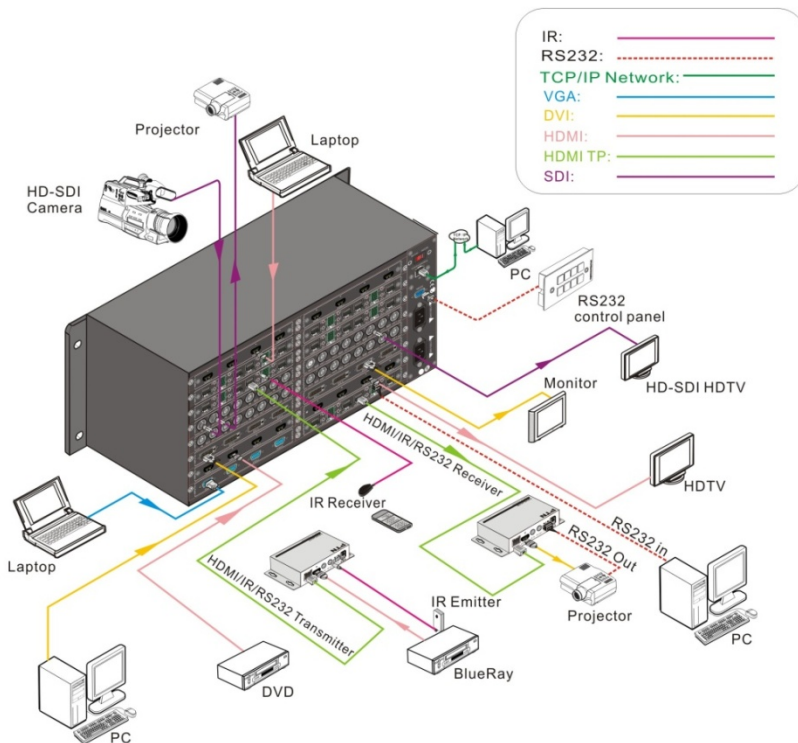 IR:
RS232:
TCP/IP Network:
VGA:
DVI:
HDMI:
HDMI TP:
SDI:
Projector
Laptop
HD-SDI
Camera
PC
RS232
control panel
HD-SDI HDTV
Monitor
HDMI/IR/RS232 Receiver
HDTV
IR Receiver
Laptop
HDMI/IR/RS232 Transmitter
RS232 in
RS232 Out
IR Emitter
Projector
PC
BlueRay
DVD
PC